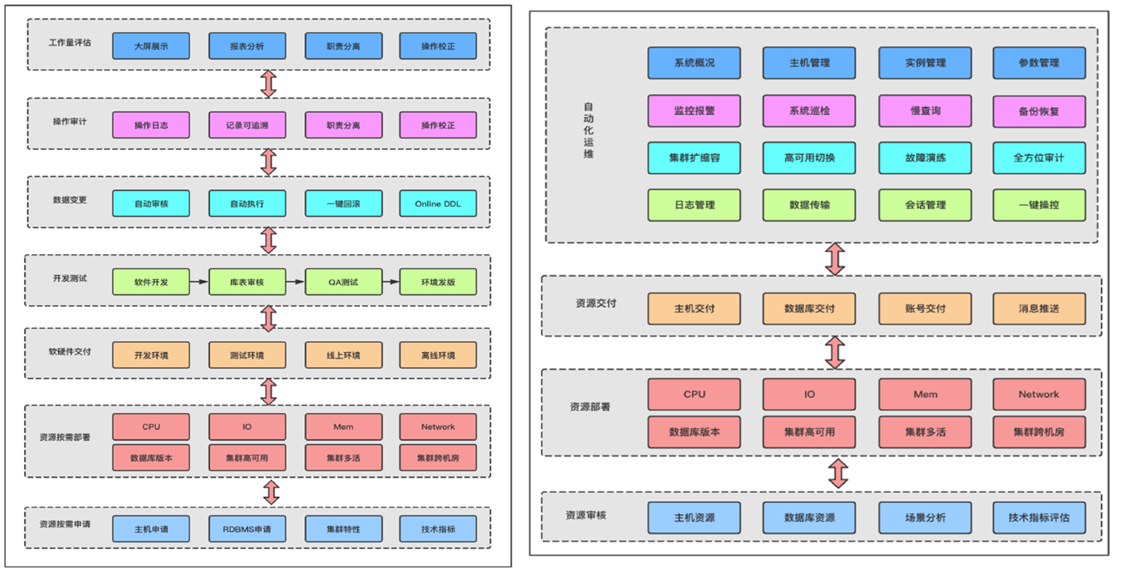 工作量评估
大屏展示 报表分析 职责分离 操作校正
操作审计
操作日志 记录可追溯 职责分离 操作校正
数据变更
自动审核 自动执行 一键回滚 Online DDL
开发测试
软件开发 库表审核 QA测试 环境发版
软硬件交付
开发环境 测试环境 线上环境 离线环境
资源按需部署
CPU IO Mem Network
数据库版本 集群高可用 集群多活 集群跨机房
资源按需申请
主机申请 RDBMS申请 集群特性 技术指标
自动化运维
系统概况 主机管理 实例管理 参数管理
监控报警 系统巡检 慢查询 备份恢复
集群扩缩容 高可用切换 故障演练 全方位审计
日志管理 数据传输 会话管理 一键操控
资源交付
主机交付 数据库交付 账号交付 消息推送
资源部署
CPU IO Mem Network
数据库版本 集群高可用 集群多活 集群跨机房
资源审核
主机资源 数据库资源 场景分析 技术指标评估